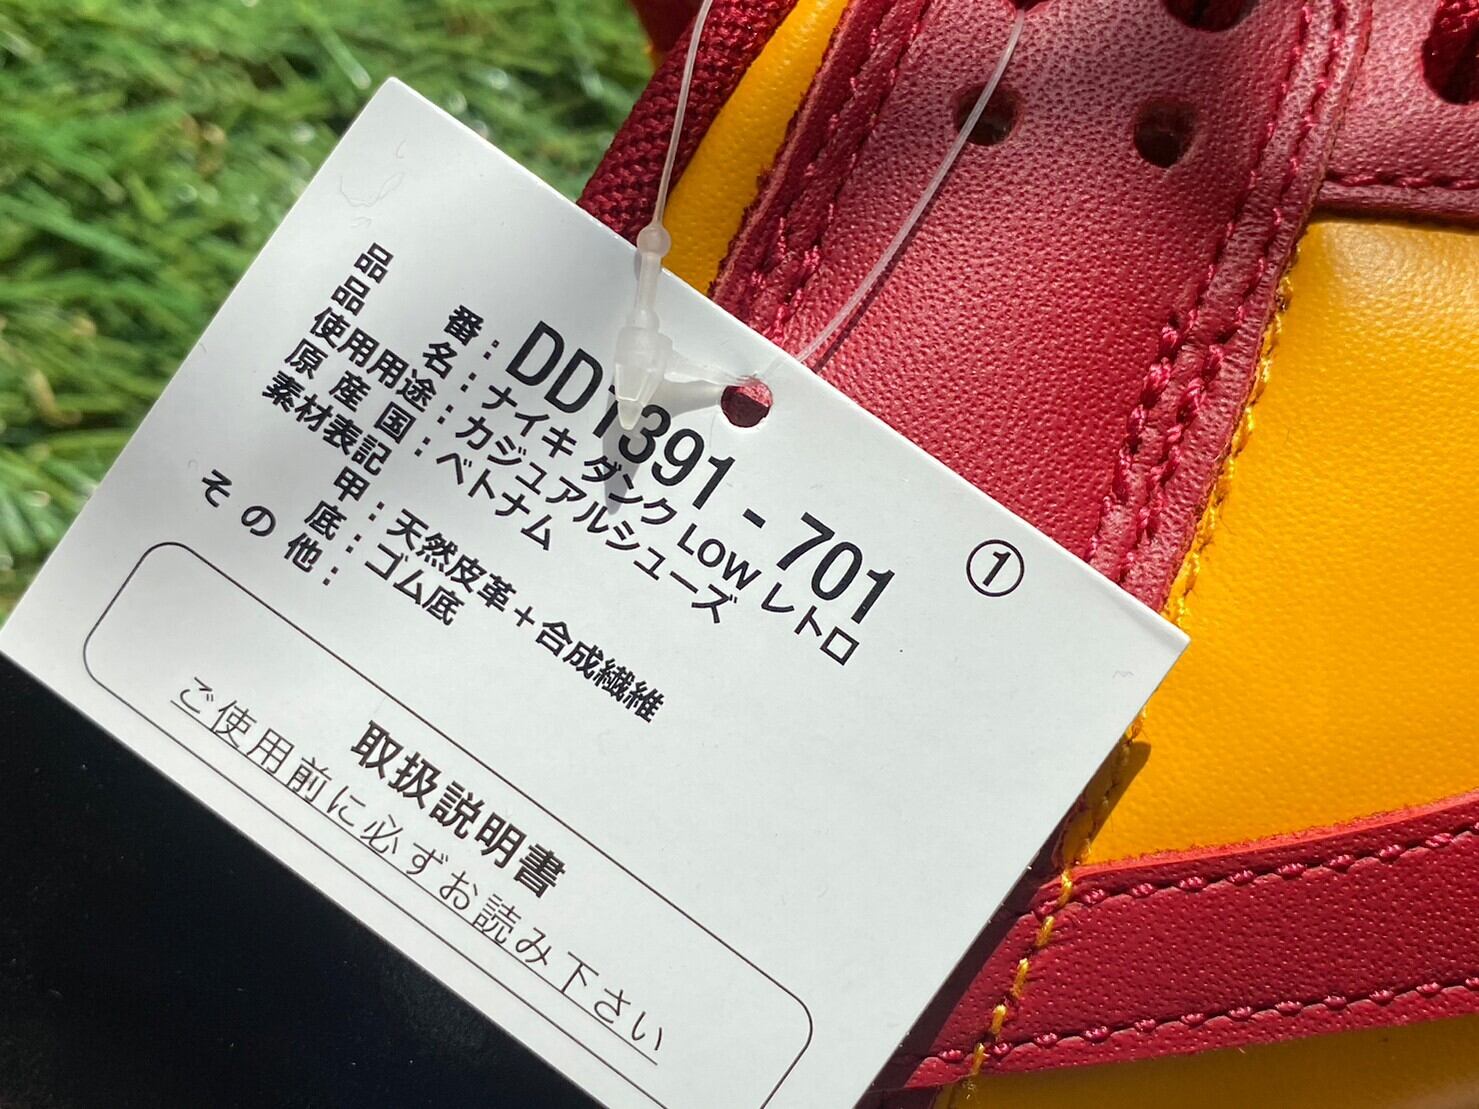 品番：DD1391-701 ①
品名：ナイキ ダンク LOW レトロ
使用用途：カジュアルシューズ
原産国：ベトナム
素材表記
甲：天然皮革＋合成繊維
底：ゴム底
その他：
取扱説明書
ご使用前に必ずお読み下さい